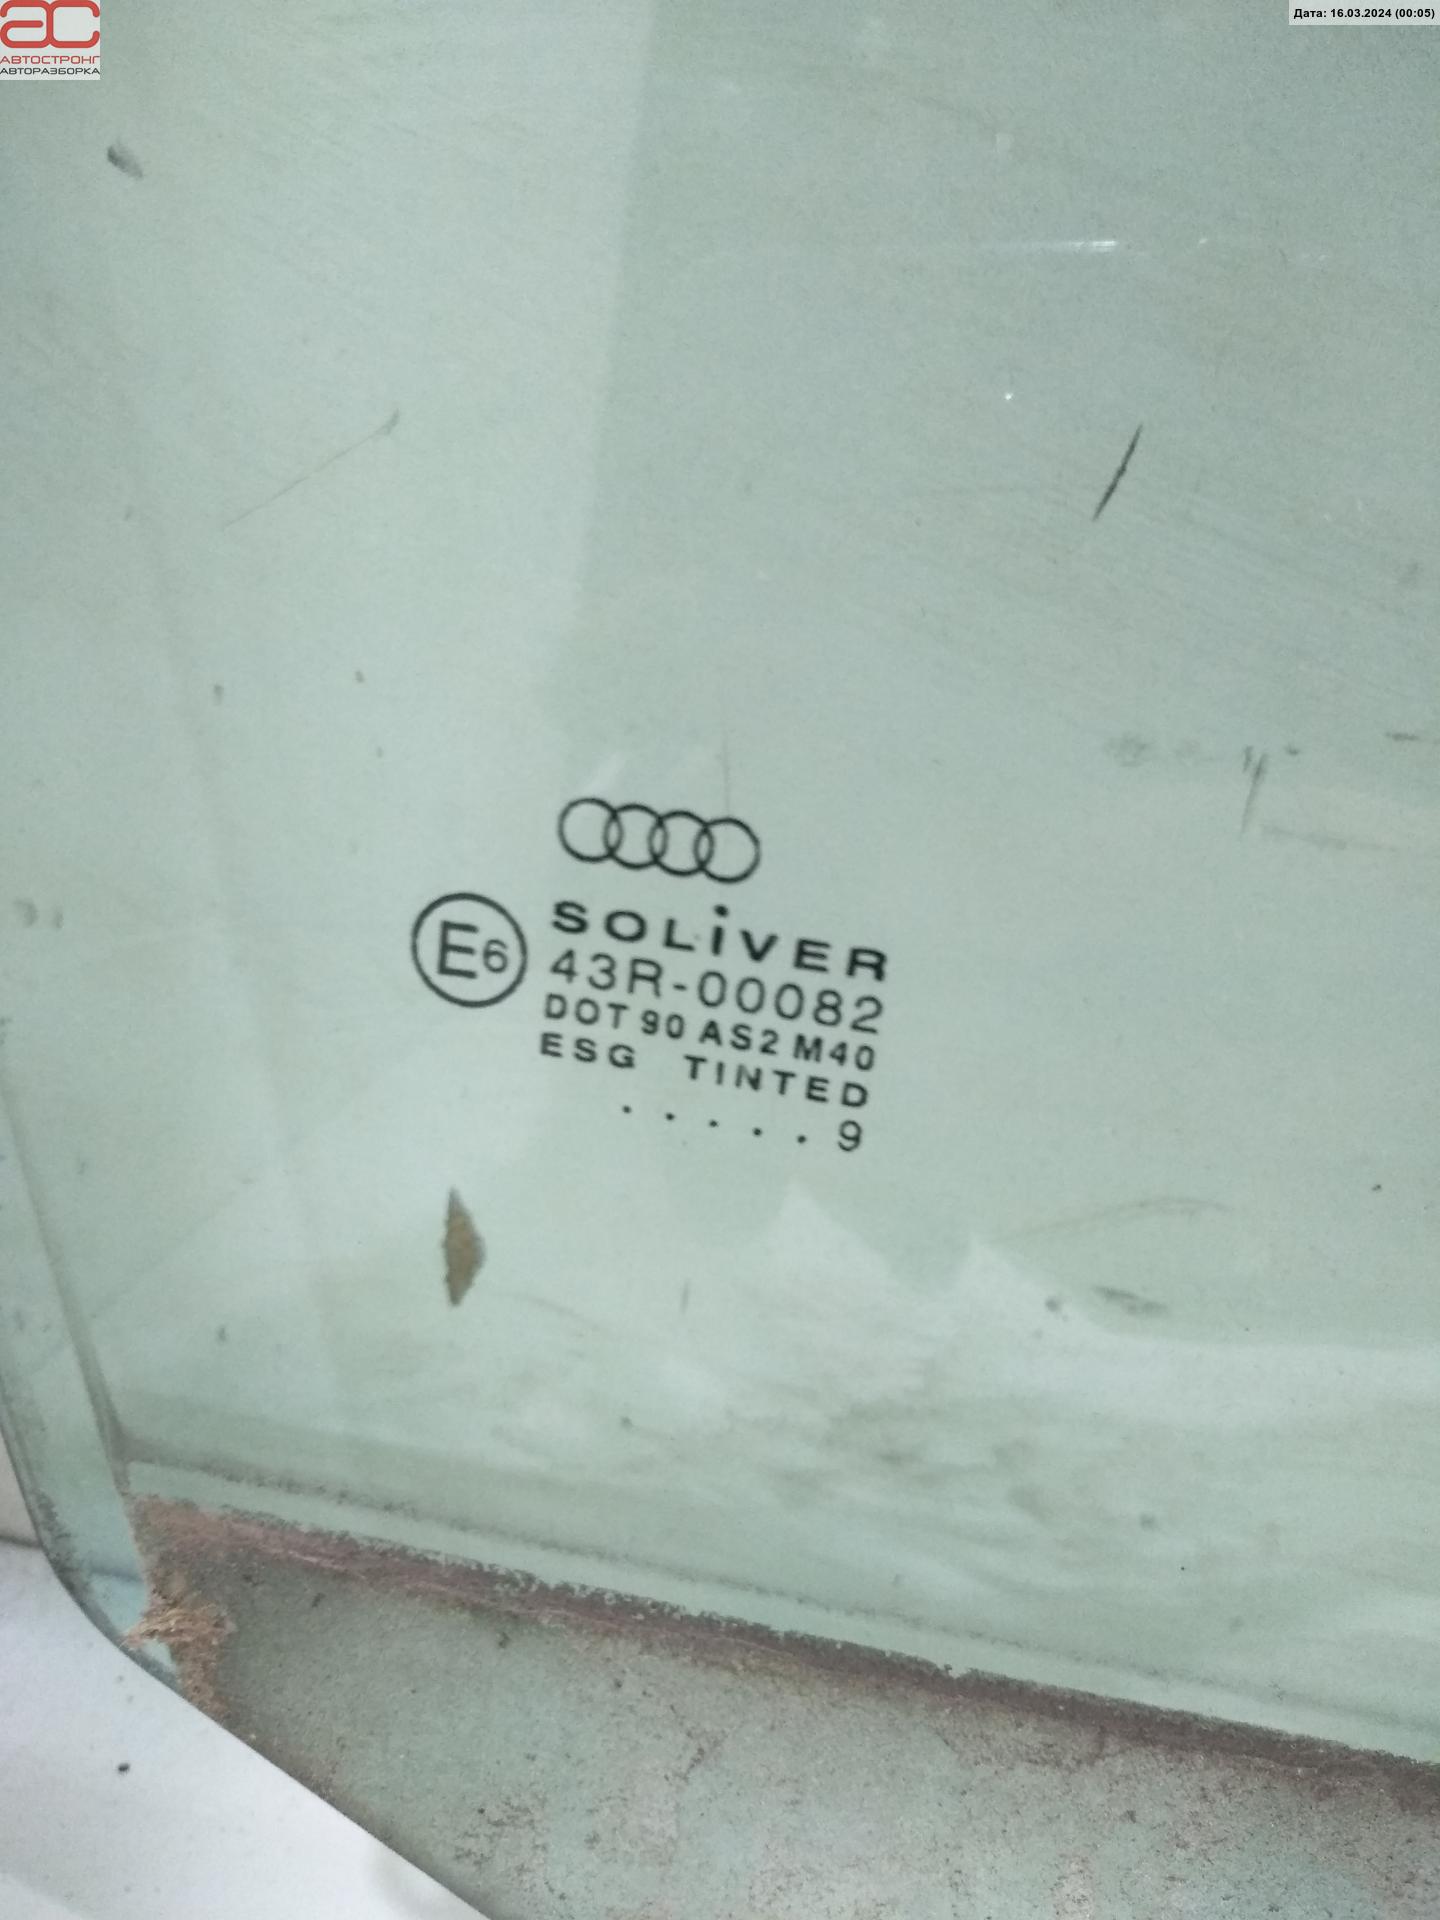 АВТОСТРОНГ
АВТОРАЗБОРКА
Дата: 16.03.2024 (00:05)
SOLiVER
E6
43R-00082
DOT 90 AS2 M40
ESG TINTED
. . . . . 9